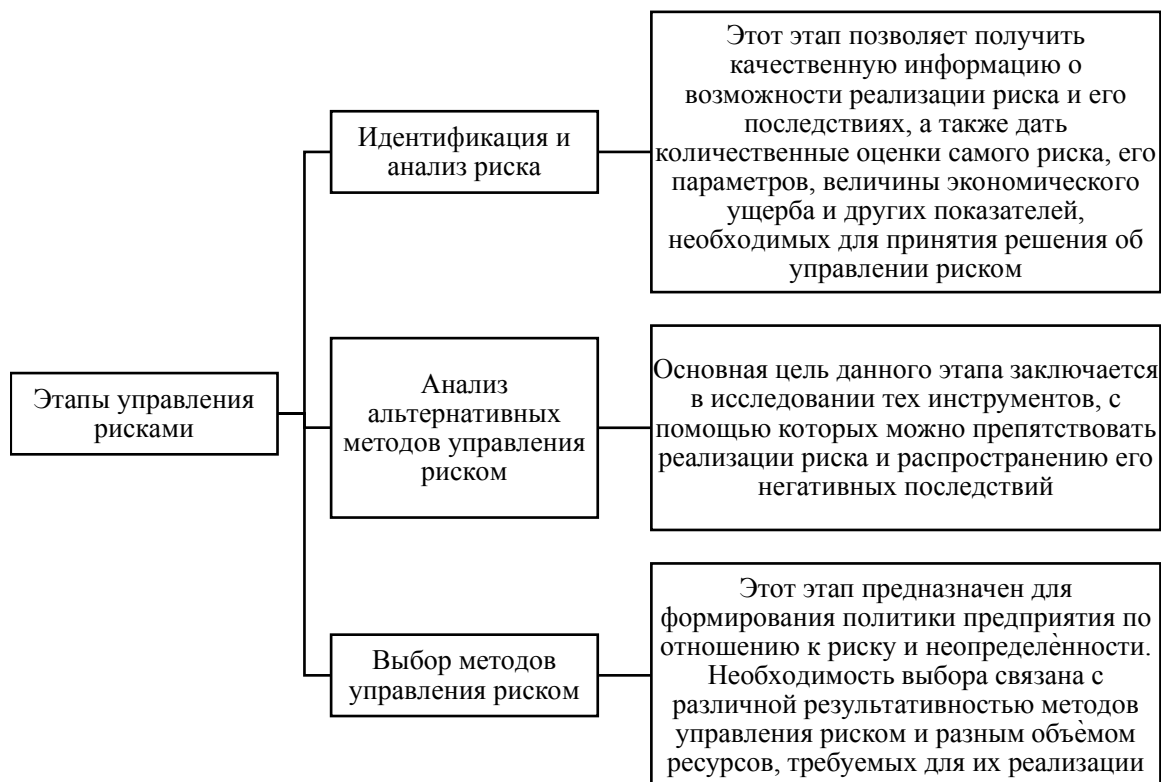 Этапы управления
рисками
Идентификация и
анализ риска
Этот этап позволяет получить
качественную информацию о
возможности реализации риска и его
последствиях, а также дать
количественные оценки самого риска, его
параметров, величины экономического
ущерба и других показателей,
необходимых для принятия решения об
управлении риском
Анализ
альтернативных
методов управления
риском
Основная цель данного этапа заключается
в исследовании тех инструментов, с
помощью которых можно препятствовать
реализации риска и распространению его
негативных последствий
Выбор методов
управления риском
Этот этап предназначен для
формирования политики предприятия по
отношению к риску и неопределѐнности.
Необходимость выбора связана с
различной результативностью методов
управления риском и разным объѐмом
ресурсов, требуемых для их реализации